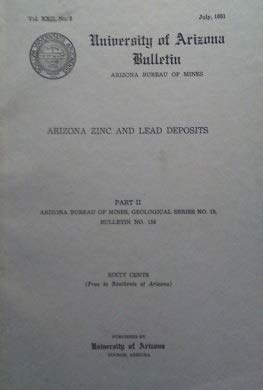 Vol. XXII, No. 3
July, 1951
University of Arizona
Bulletin
ARIZONA BUREAU OF MINES
ARIZONA ZINC AND LEAD DEPOSITS
PART II
ARIZONA BUREAU OF MINES, GEOLOGICAL SERIES NO. 19,
BULLETIN NO. 158
SIXTY CENTS
(Free to Residents of Arizona)
PUBLISHED BY
University of Arizona
TUCSON, ARIZONA